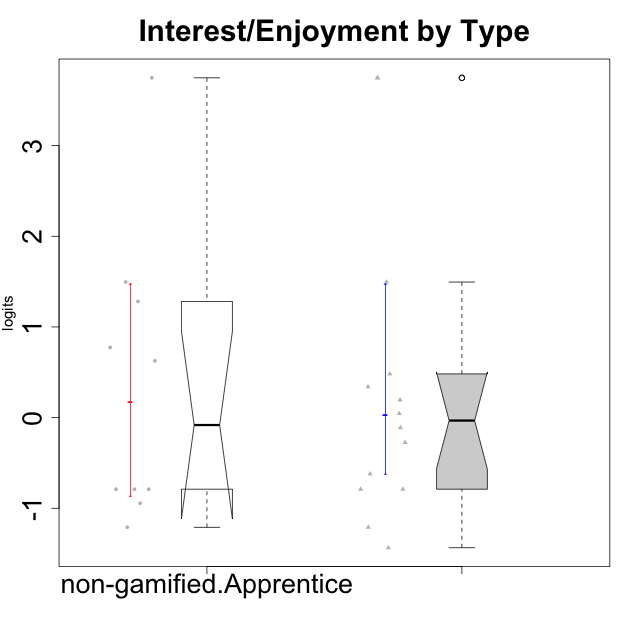 Interest/Enjoyment by Type
3
2
1
0
-1
logits
non-gamified.Apprentice